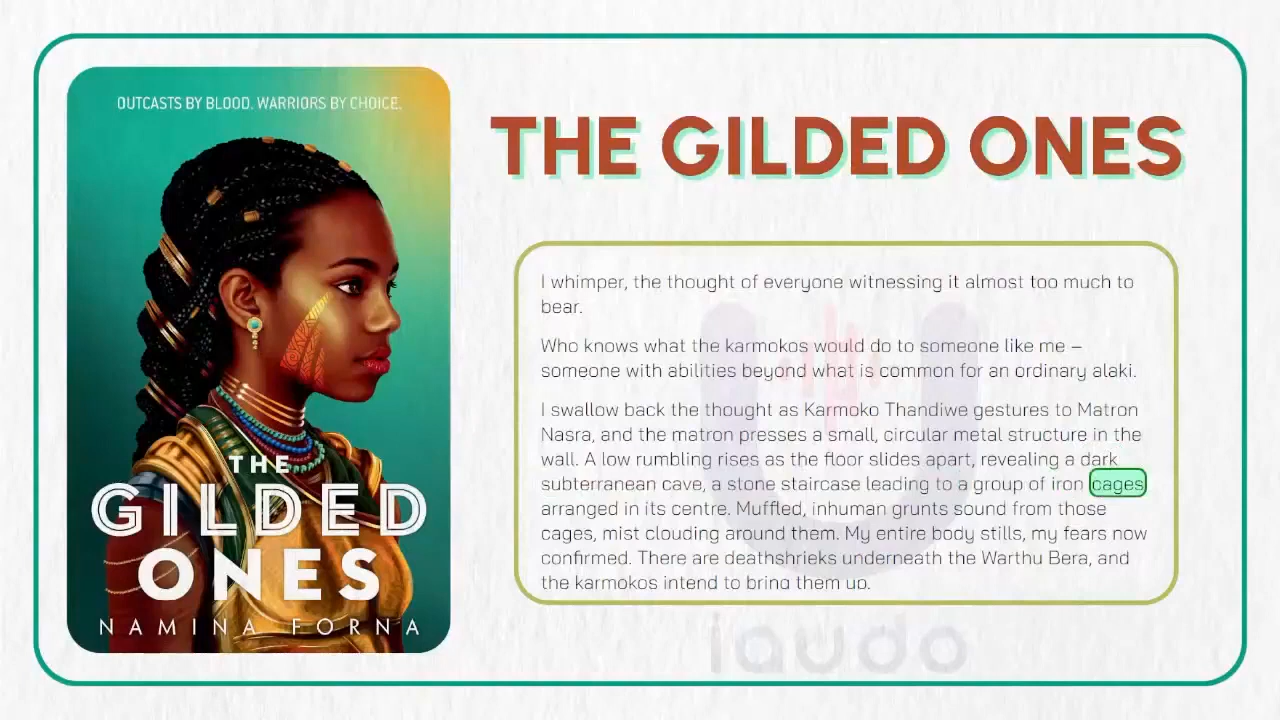 OUTCASTS BY BLOOD. WARRIORS BY CHOICE.
THE
GILDED
ONES
NAMINA FORNA
THE GILDED ONES
I whimper, the thought of everyone witnessing it almost too much to
bear.
Who knows what the karmokos would do to someone like me –
someone with abilities beyond what is common for an ordinary alaki.
I swallow back the thought as Karmoko Thandiwe gestures to Matron
Nasra, and the matron presses a small, circular metal structure in the
wall. A low rumbling rises as the floor slides apart, revealing a dark
subterranean cave, a stone staircase leading to a group of iron cages
arranged in its centre. Muffled, inhuman grunts sound from those
cages, mist clouding around them. My entire body stills, my fears now
confirmed. There are deathshrieks underneath the Warthu Bera, and
the karmokos intend to bring them up.
iaudo